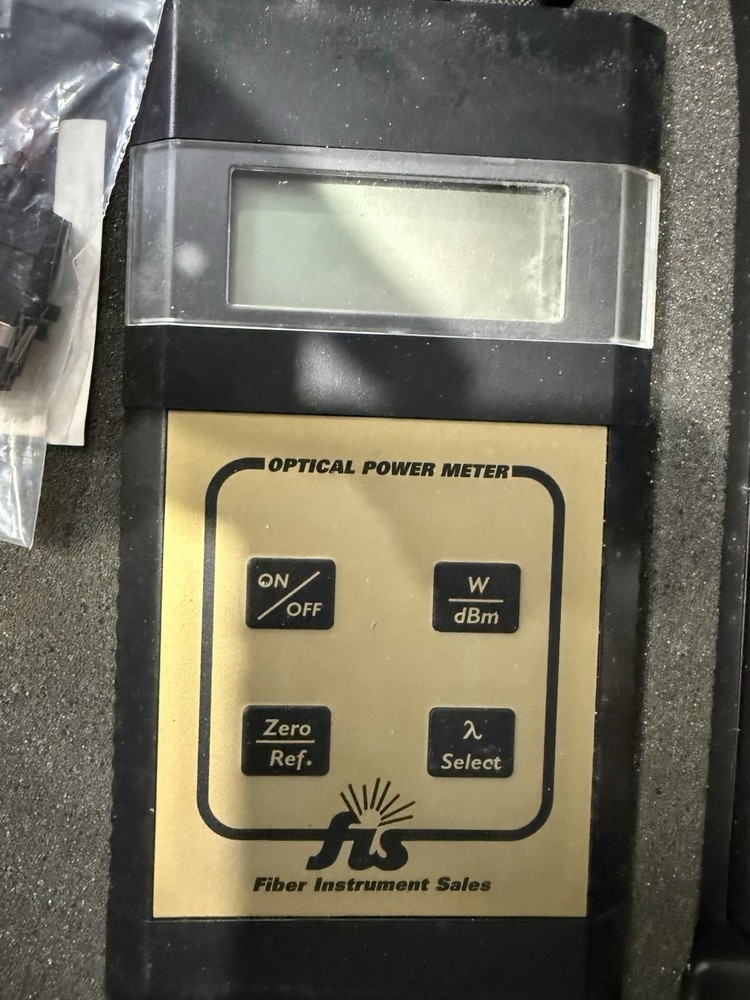 OPTICAL POWER METER
ON
OFF
W
dBm
Zero
Ref.
λ
Select
fis
Fiber Instrument Sales